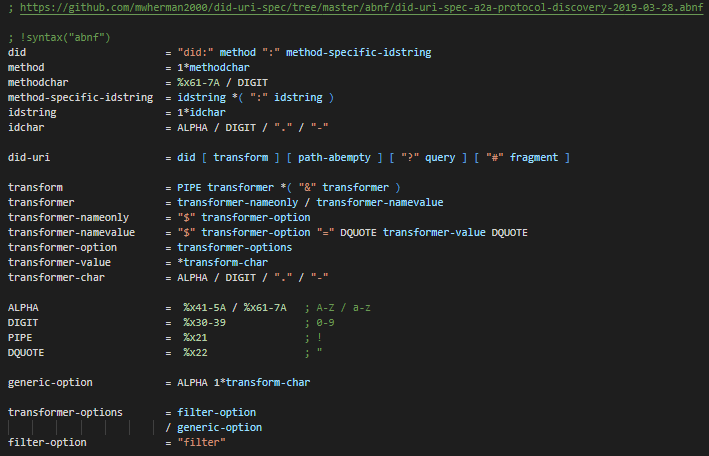 ; https://github.com/mwherman2000/did-uri-spec/tree/master/abnf/did-uri-spec-a2a-protocol-discovery-2019-03-28.abnf
; !syntax("abnf")
did = "did:" method ":" method-specific-idstring
method = 1*methodchar
methodchar = %x61-7A / DIGIT
method-specific-idstring = idstring *( ":" idstring )
idstring = 1*idchar
idchar = ALPHA / DIGIT / "." / "-"
did-uri = did [ transform ] [ path-abempty ] [ "?" query ] [ "#" fragment ]
transform = PIPE transformer *( "&" transformer )
transformer = transformer-nameonly / transformer-namevalue
transformer-nameonly = "$" transformer-option
transformer-namevalue = "$" transformer-option "=" DQUOTE transformer-value DQUOTE
transformer-option = transformer-options
transformer-value = *transform-char
transformer-char = ALPHA / DIGIT / "." / "-"
ALPHA = %x41-5A / %x61-7A ; A-Z / a-z
DIGIT = %x30-39 ; 0-9
PIPE = %x21 ; !
DQUOTE = %x22 ; "
generic-option = ALPHA 1*transform-char
transformer-options = filter-option
/ generic-option
filter-option = "filter"